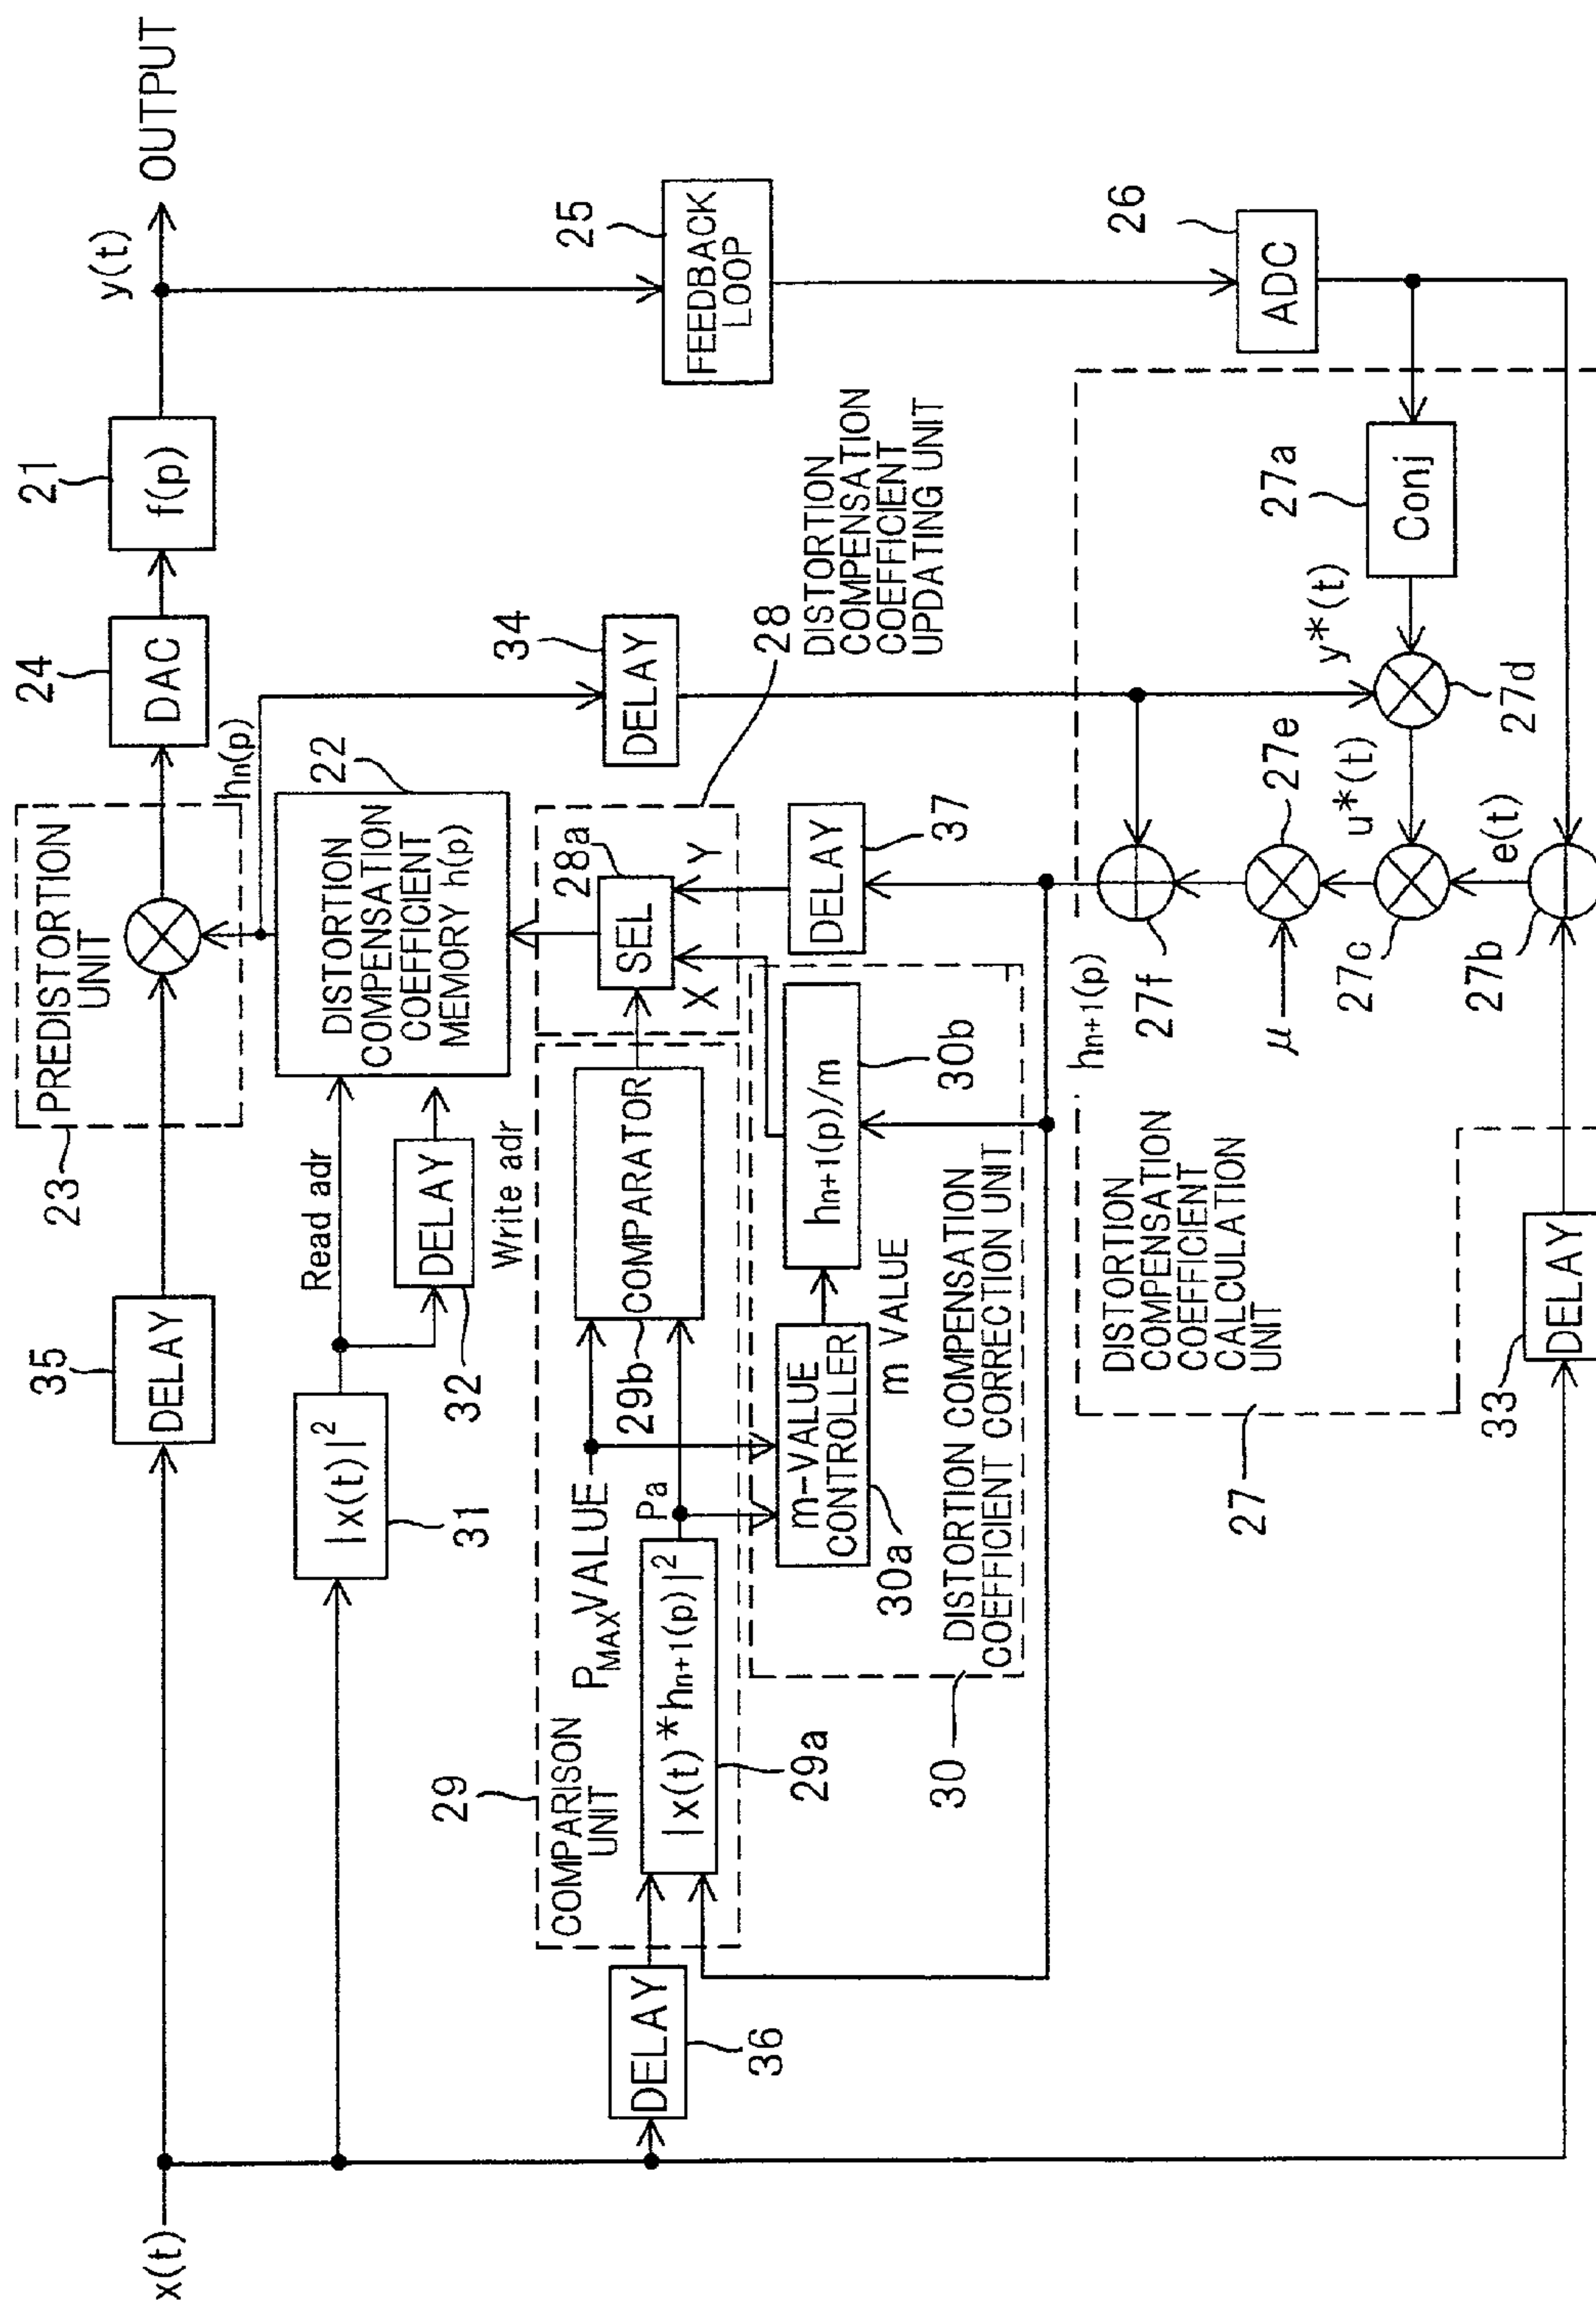 x(t)
35
DELAY
23
PREDISTORTION
UNIT
24
DAC
21
f(p)
y(t)
OUTPUT
hn(p)
|x(t)|²
31
Read adr
DELAY
32
Write adr
22
DISTORTION
COMPENSATION
COEFFICIENT
MEMORY h(p)
34
DELAY
25
FEEDBACK
LOOP
29
COMPARISON
UNIT
PMAX VALUE
Pa
29b
COMPARATOR
|x(t)*hn+1(p)|²
29a
28a
SEL
X
Y
28
DISTORTION
COMPENSATION
COEFFICIENT
UPDATING UNIT
DELAY
36
m-VALUE
CONTROLLER
30a
m VALUE
hn+1(p)/m
30b
DELAY
37
30
DISTORTION COMPENSATION
COEFFICIENT CORRECTION UNIT
26
ADC
hn+1(p)
27f
μ
27e
27c
u*(t)
27d
y*(t)
27a
Conj
e(t)
27b
27
DISTORTION
COMPENSATION
COEFFICIENT
CALCULATION
UNIT
33
DELAY